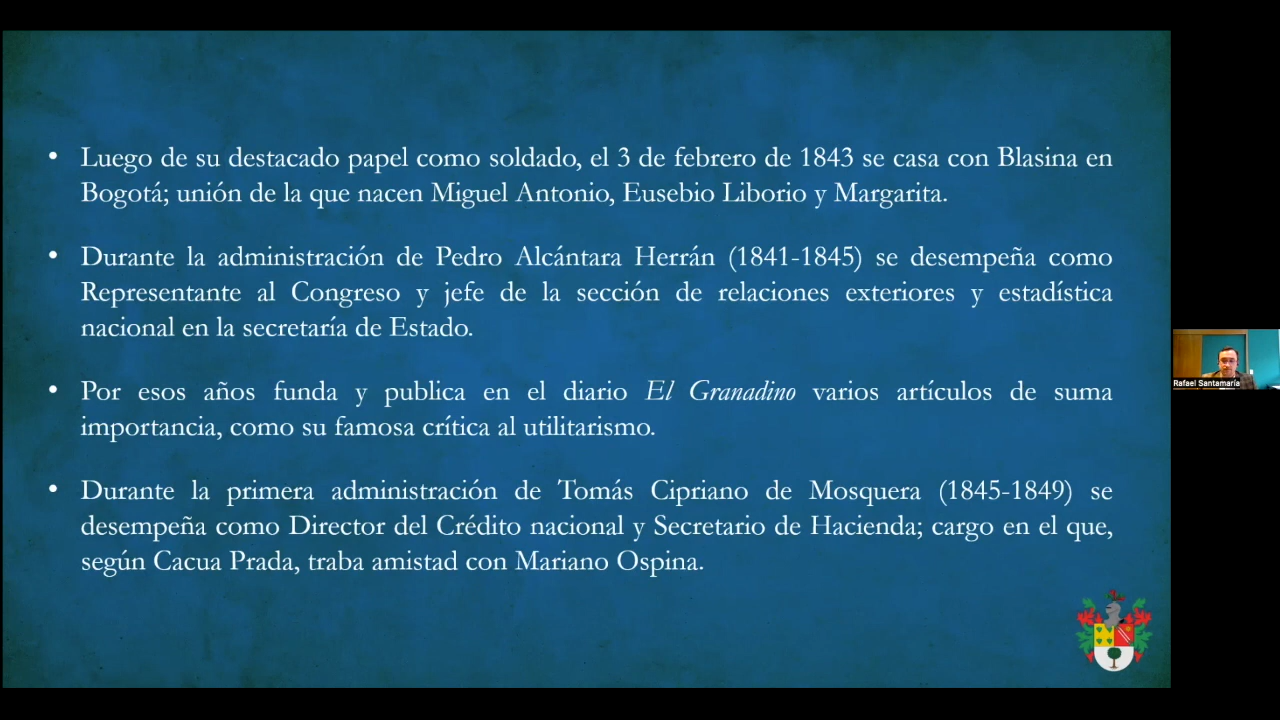 • Luego de su destacado papel como soldado, el 3 de febrero de 1843 se casa con Blasina en
Bogotá; unión de la que nacen Miguel Antonio, Eusebio Liborio y Margarita.
• Durante la administración de Pedro Alcántara Herrán (1841-1845) se desempeña como
Representante al Congreso y jefe de la sección de relaciones exteriores y estadística
nacional en la secretaría de Estado.
• Por esos años funda y publica en el diario El Granadino varios artículos de suma
importancia, como su famosa crítica al utilitarismo.
• Durante la primera administración de Tomás Cipriano de Mosquera (1845-1849) se
desempeña como Director del Crédito nacional y Secretario de Hacienda; cargo en el que,
según Cacua Prada, traba amistad con Mariano Ospina.
Rafael Santamaría